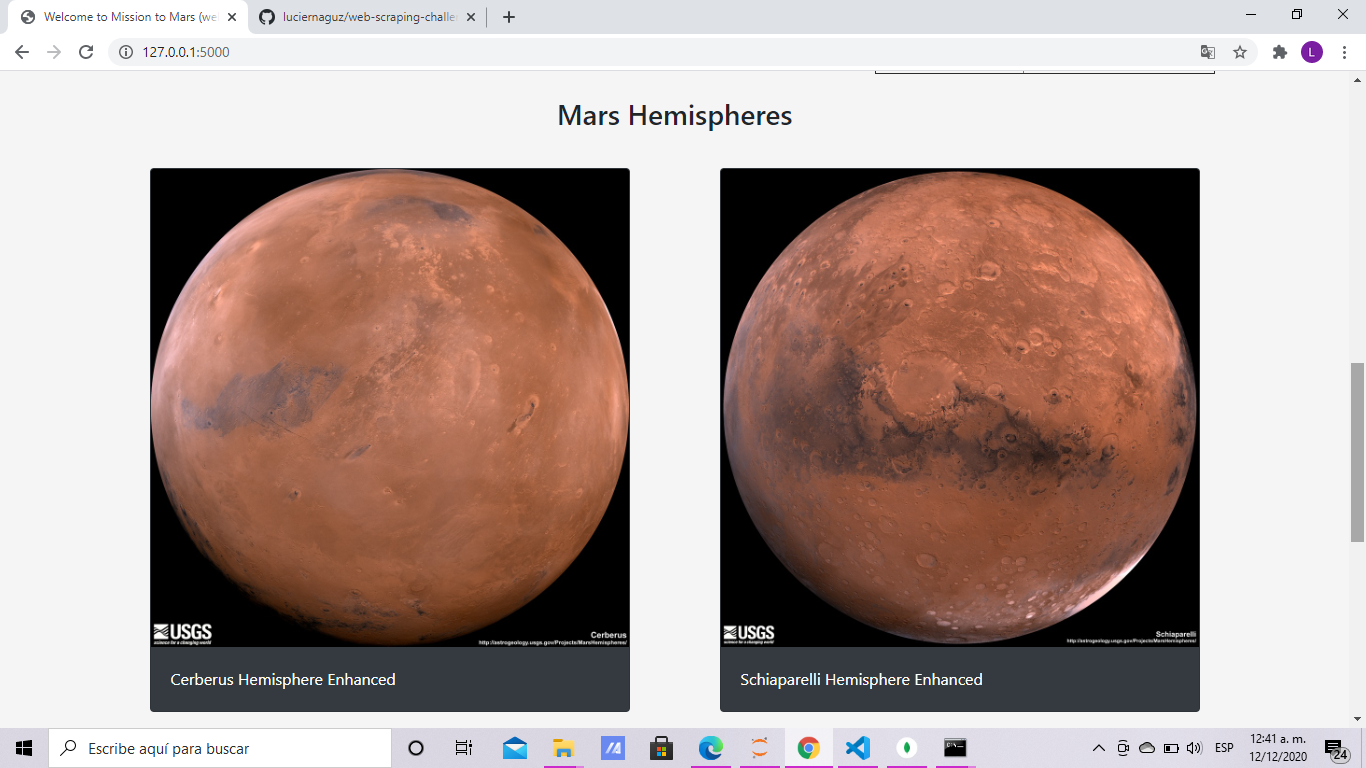 Welcome to Mission to Mars (we
luciernaguz/web-scraping-challe
127.0.0.1:5000
L
Mars Hemispheres
USGS
science for a changing world
Cerberus
http://astrogeology.usgs.gov/Projects/MarsHemispheres/
USGS
science for a changing world
Schiaparelli
http://astrogeology.usgs.gov/Projects/MarsHemispheres/
Cerberus Hemisphere Enhanced
Schiaparelli Hemisphere Enhanced
Escribe aquí para buscar
ESP
12:41 a. m.
12/12/2020
24